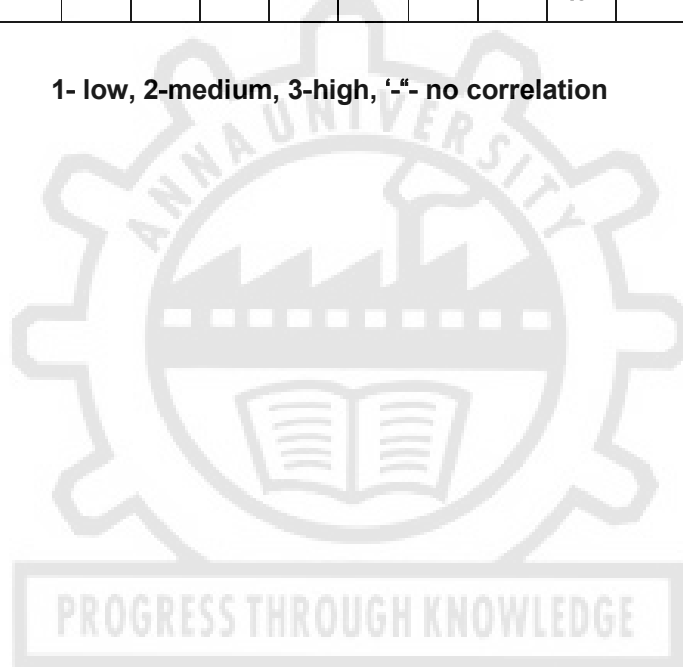 1- low, 2-medium, 3-high, ‘-“- no correlation
ANNA UNIVERSITY
PROGRESS THROUGH KNOWLEDGE